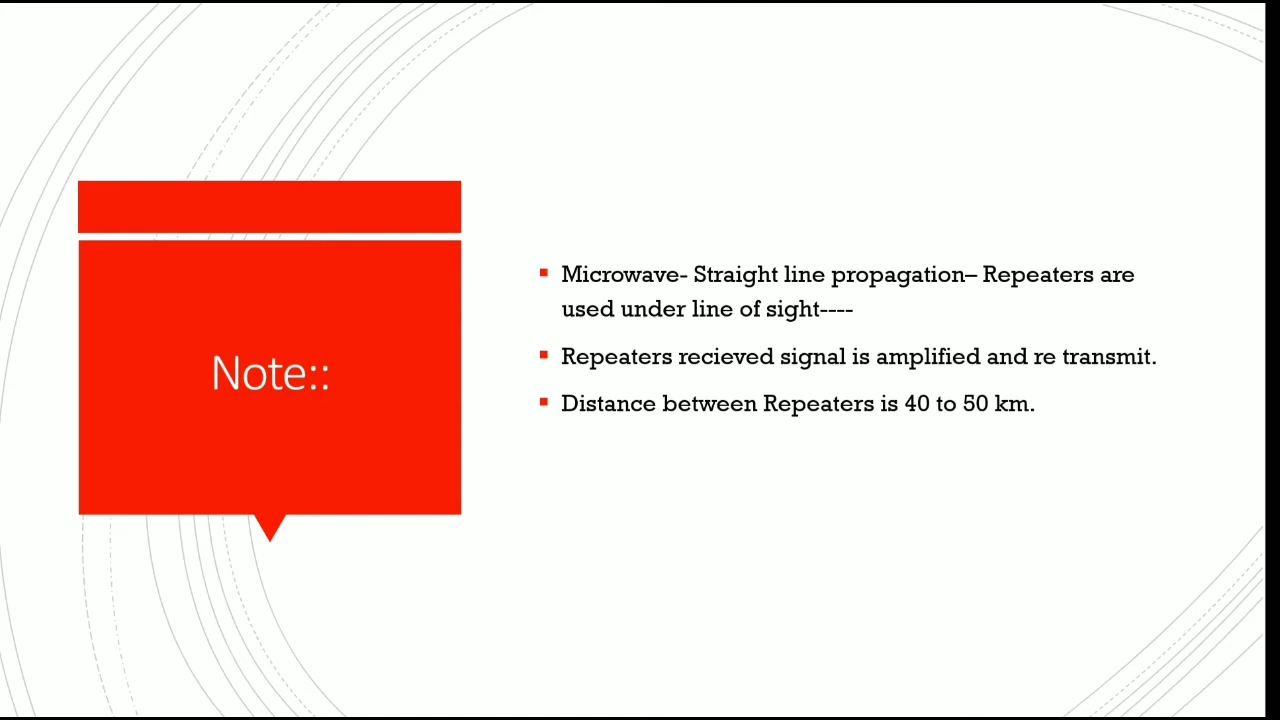 Note::
Microwave- Straight line propagation– Repeaters are
used under line of sight----
Repeaters recieved signal is amplified and re transmit.
Distance between Repeaters is 40 to 50 km.